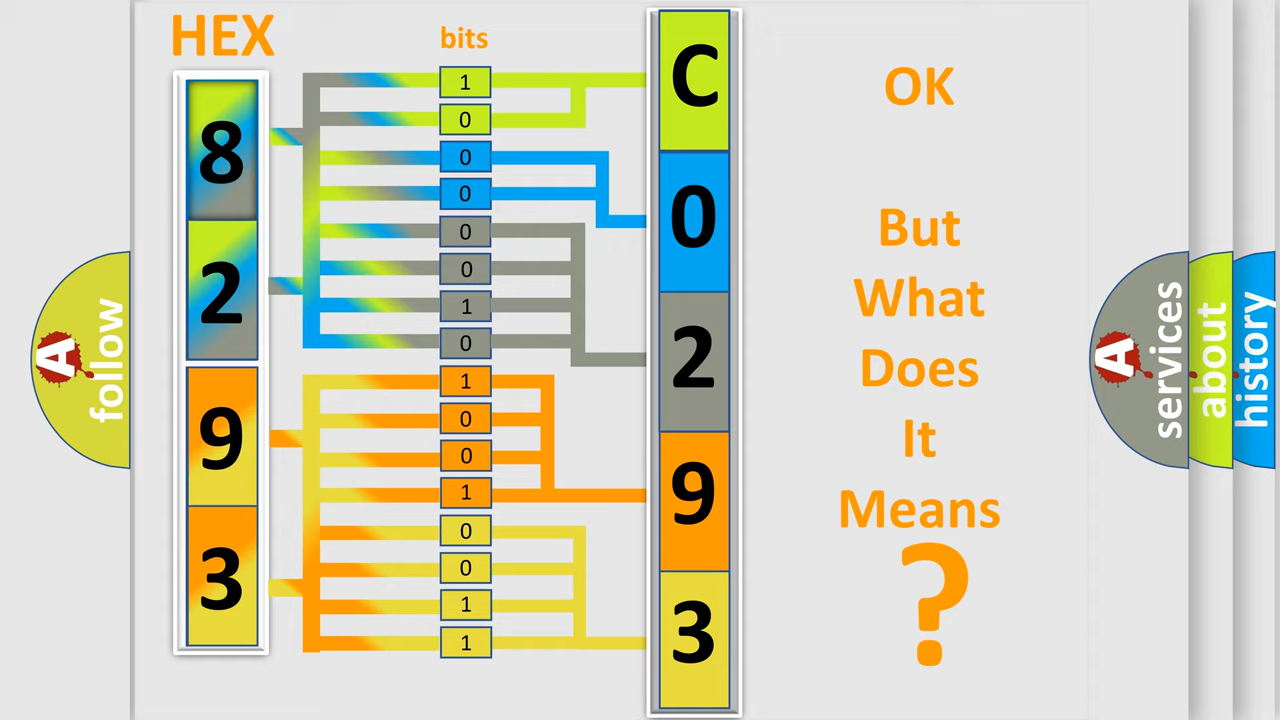 HEX
bits
8
2
9
3
1
0
0
0
0
0
1
0
1
0
0
1
0
0
1
1
C
0
2
9
3
OK
But
What
Does
It
Means
?
A
follow
A
services
about
history